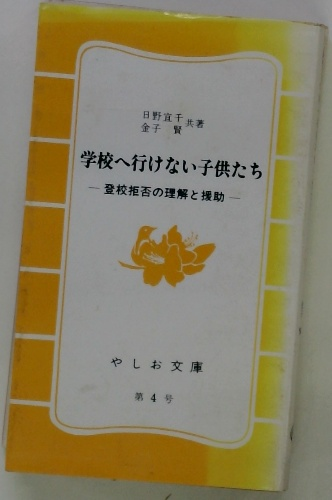 日野宜千
金子 賢 共著
学校へ行けない子供たち
―登校拒否の理解と援助―
やしお文庫
第4号